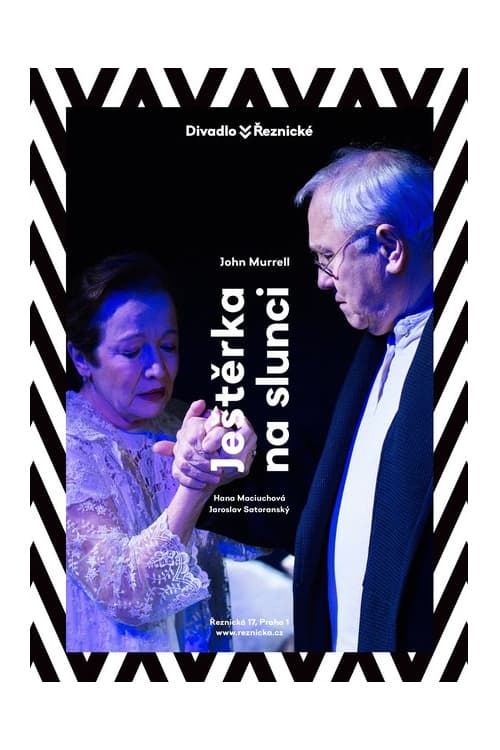 Divadlo V Řeznické
John Murrell
Ještěrka
na slunci
Hana Maciuchová
Jaroslav Satoranský
Řeznická 17, Praha 1
www.reznicka.cz